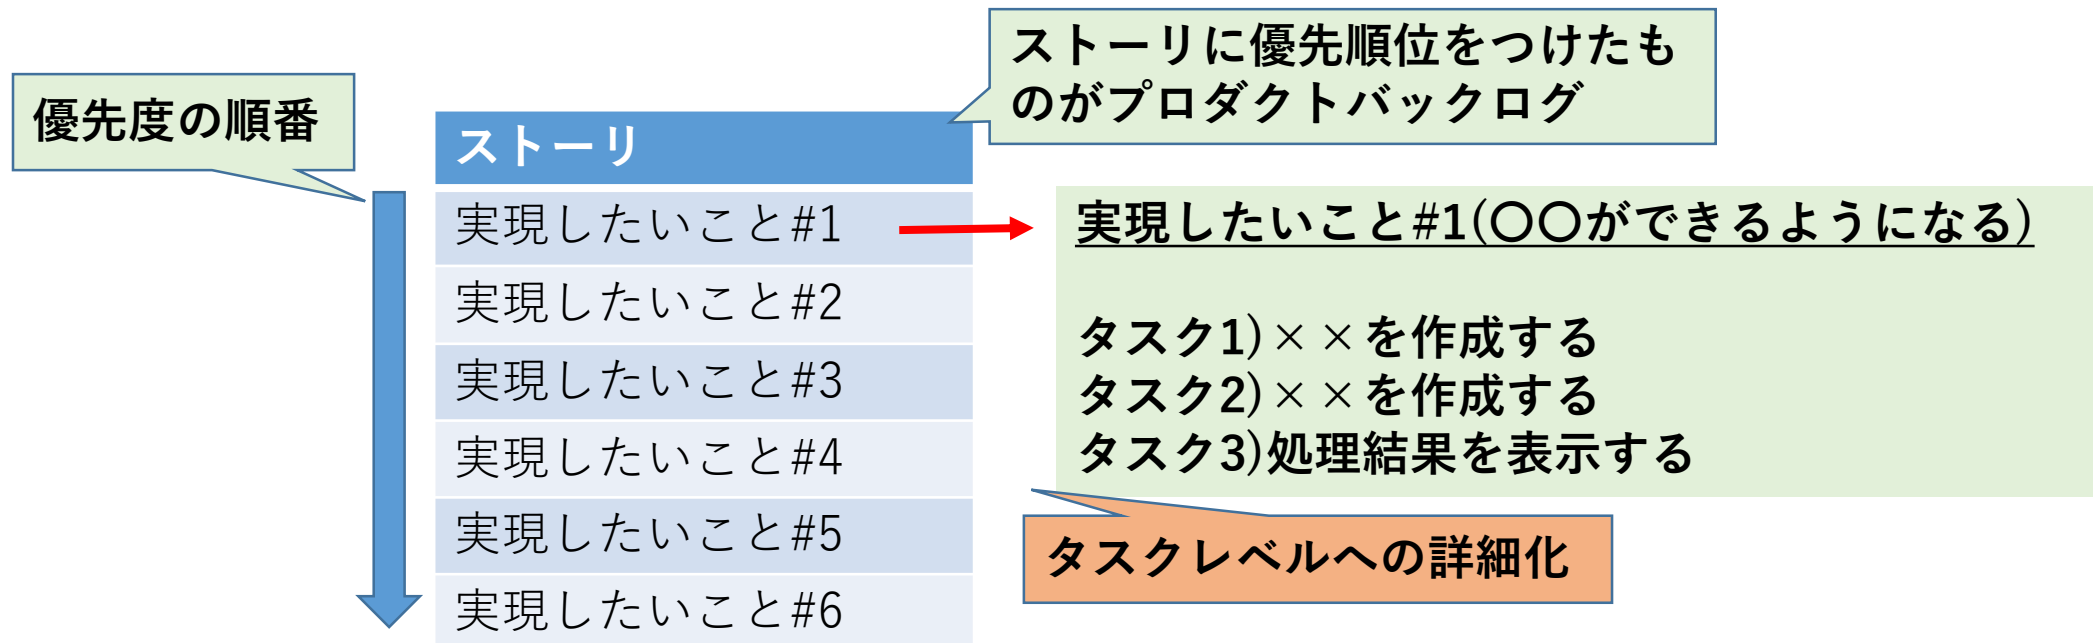 優先度の順番
ストーリに優先順位をつけたも
のがプロダクトバックログ
ストーリ
実現したいこと#1
実現したいこと#2
実現したいこと#3
実現したいこと#4
実現したいこと#5
実現したいこと#6
実現したいこと#1(〇〇ができるようになる)
タスク1)××を作成する
タスク2)××を作成する
タスク3)処理結果を表示する
タスクレベルへの詳細化